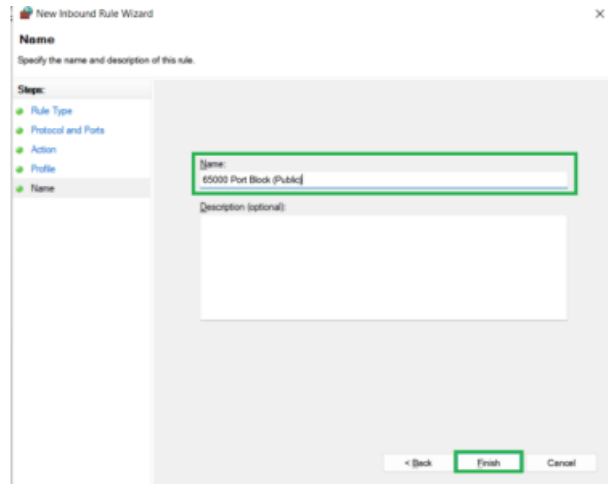 New Inbound Rule Wizard
Name
Specify the name and description of this rule.
Steps:
Rule Type
Protocol and Ports
Action
Profile
Name
Name:
65000 Port Block (Public)
Description (optional):
< Back Finish Cancel